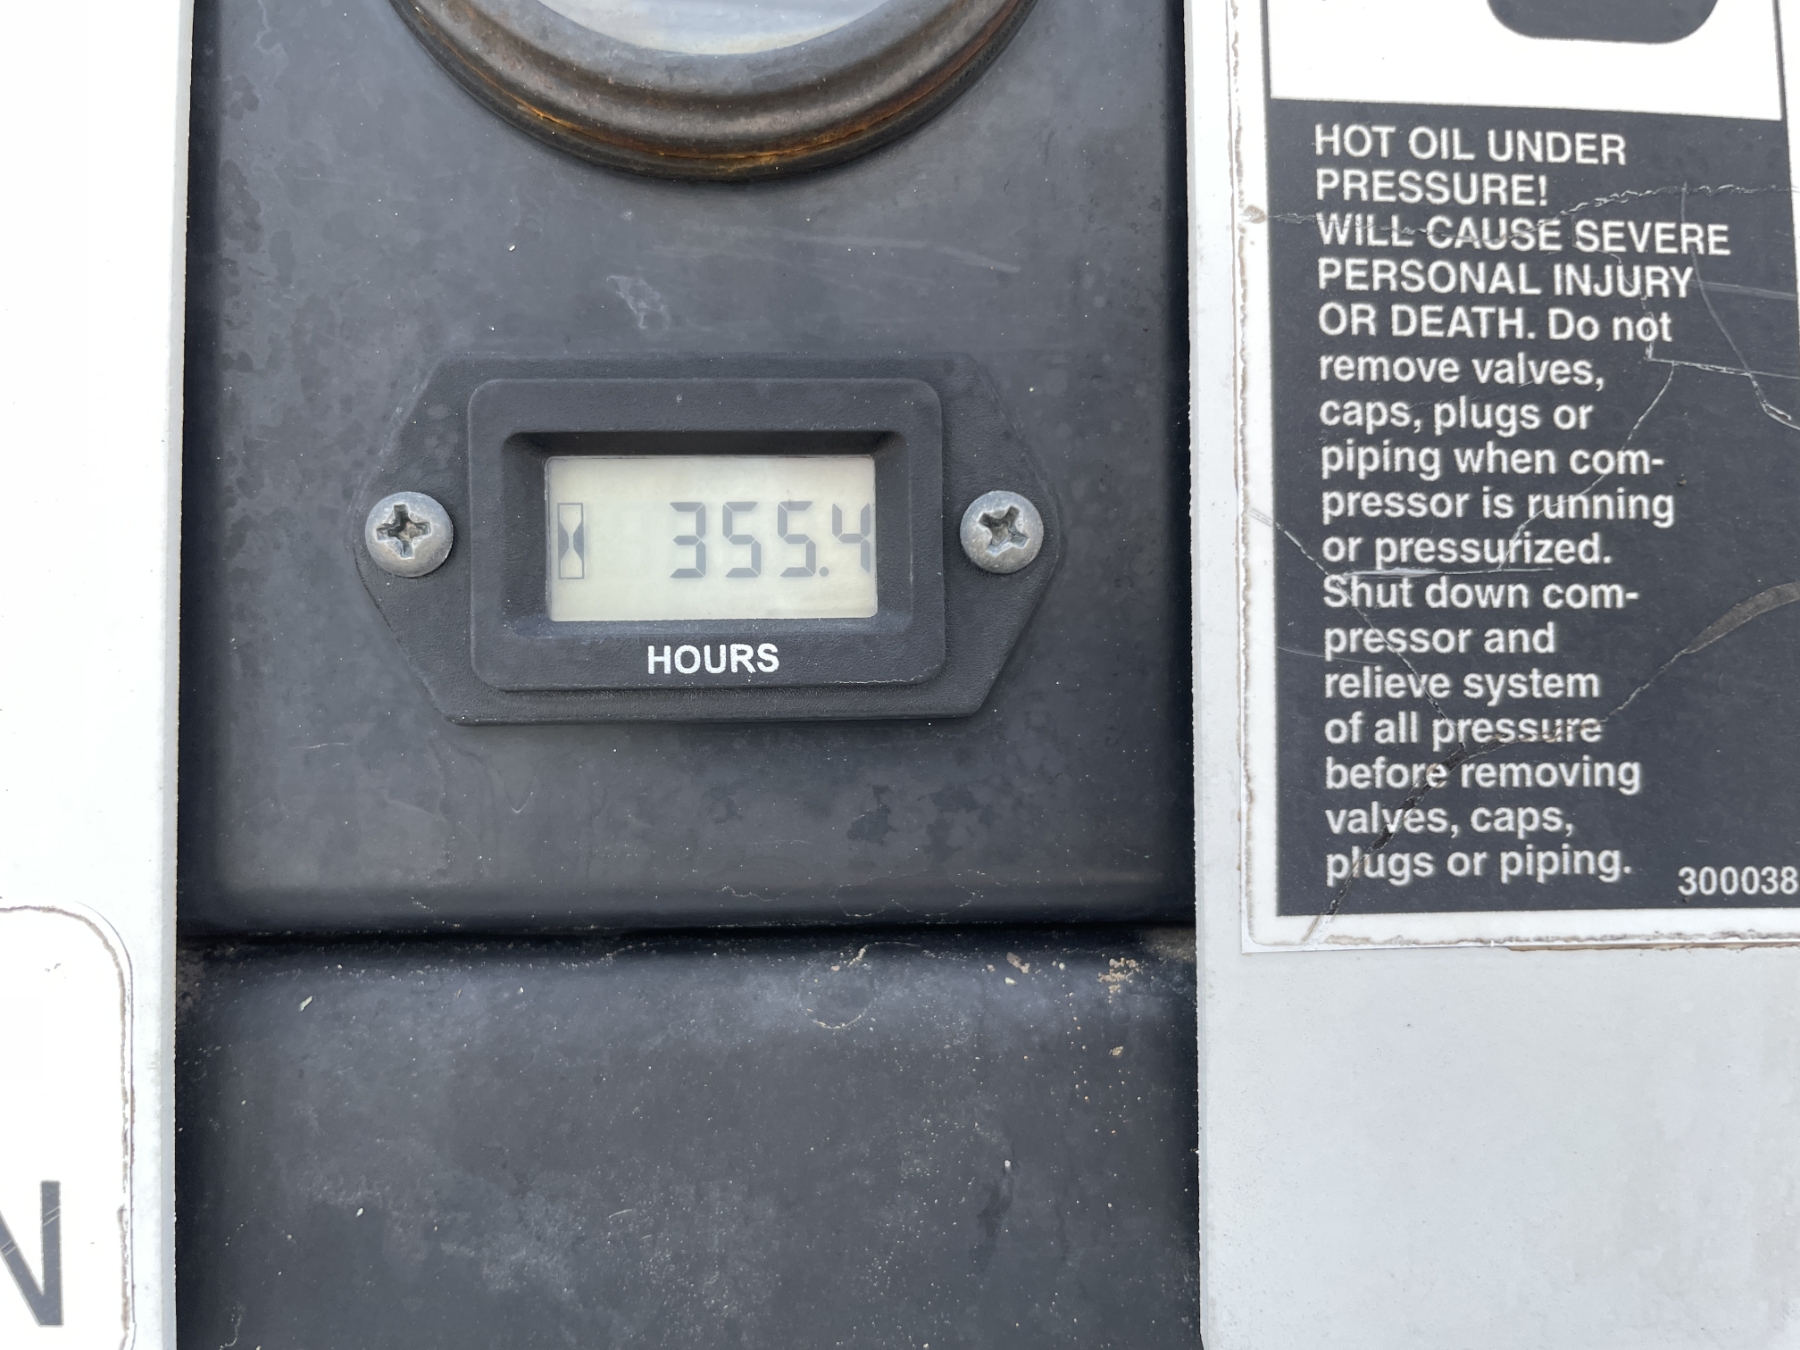 355.4
HOURS
HOT OIL UNDER
PRESSURE!
WILL CAUSE SEVERE
PERSONAL INJURY
OR DEATH. Do not
remove valves,
caps, plugs or
piping when com-
pressor is running
or pressurized.
Shut down com-
pressor and
relieve system
of all pressure
before removing
valves, caps,
plugs or piping.
300038
N